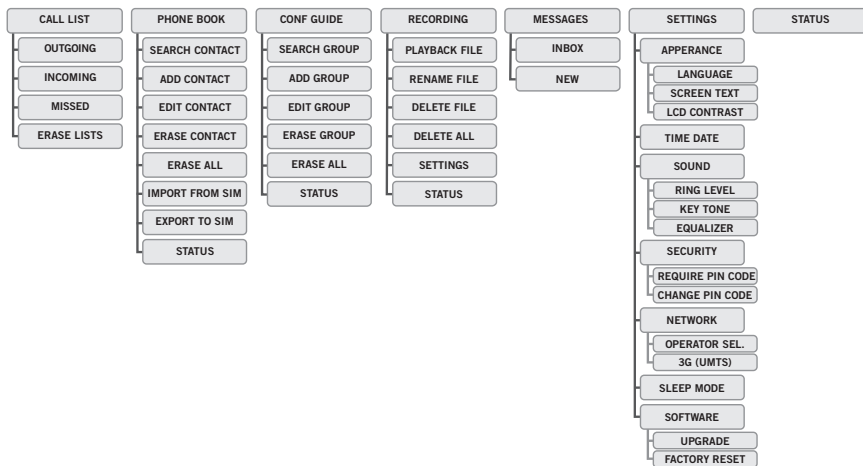 CALL LIST
OUTGOING
INCOMING
MISSED
ERASE LISTS
PHONE BOOK
SEARCH CONTACT
ADD CONTACT
EDIT CONTACT
ERASE CONTACT
ERASE ALL
IMPORT FROM SIM
EXPORT TO SIM
STATUS
CONF GUIDE
SEARCH GROUP
ADD GROUP
EDIT GROUP
ERASE GROUP
ERASE ALL
STATUS
RECORDING
PLAYBACK FILE
RENAME FILE
DELETE FILE
DELETE ALL
SETTINGS
STATUS
MESSAGES
INBOX
NEW
SETTINGS
APPERANCE
LANGUAGE
SCREEN TEXT
LCD CONTRAST
TIME DATE
SOUND
RING LEVEL
KEY TONE
EQUALIZER
SECURITY
REQUIRE PIN CODE
CHANGE PIN CODE
NETWORK
OPERATOR SEL.
3G (UMTS)
SLEEP MODE
SOFTWARE
UPGRADE
FACTORY RESET
STATUS